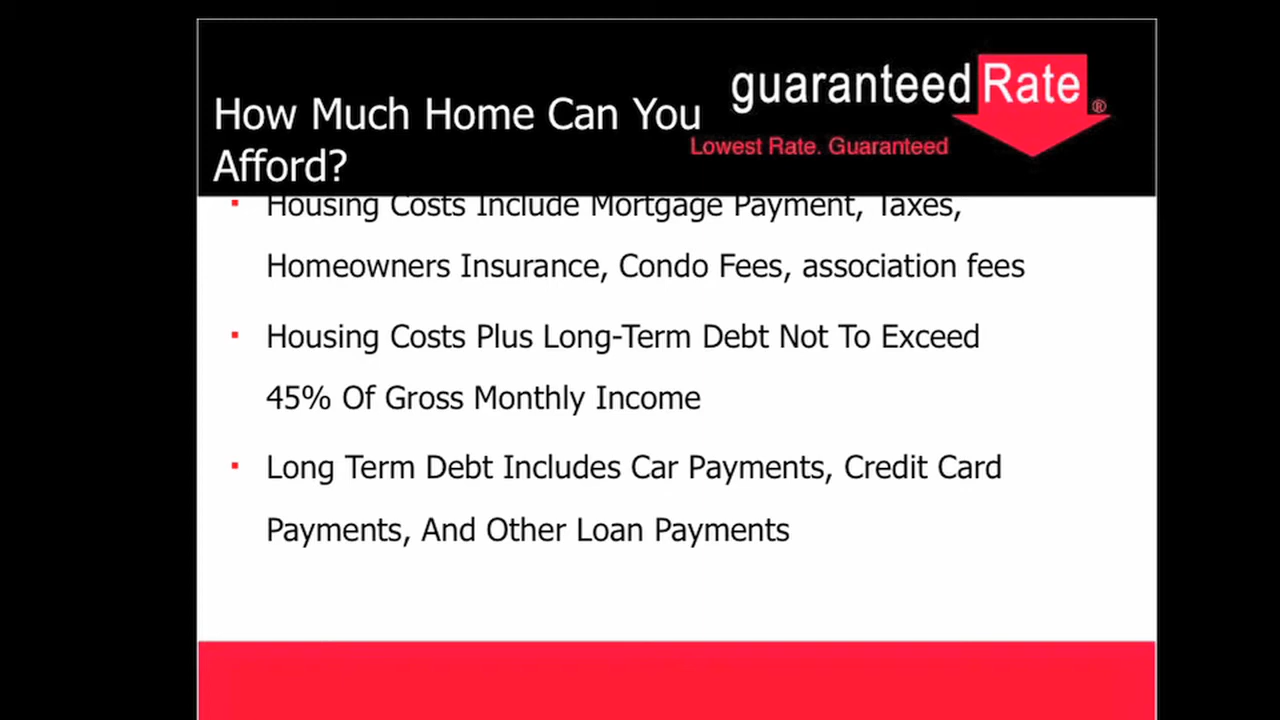 guaranteed Rate®
How Much Home Can You
Lowest Rate. Guaranteed
Afford?
▪ Housing Costs Include Mortgage Payment, Taxes,
Homeowners Insurance, Condo Fees, association fees
▪ Housing Costs Plus Long-Term Debt Not To Exceed
45% Of Gross Monthly Income
▪ Long Term Debt Includes Car Payments, Credit Card
Payments, And Other Loan Payments